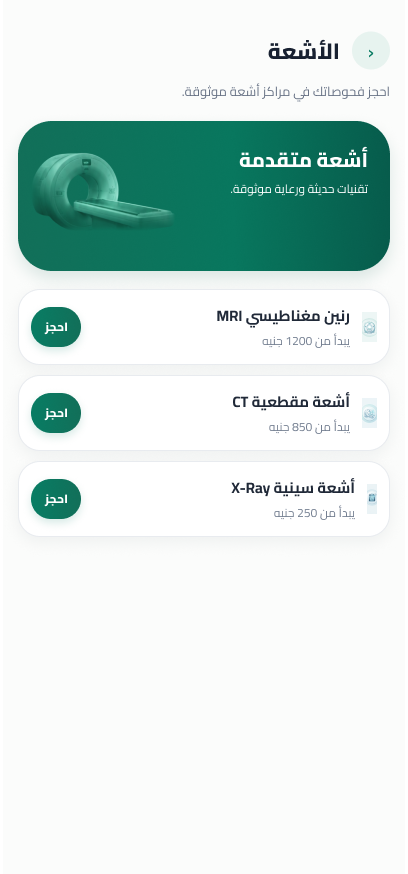 الأشعة
احجز فحوصاتك في مراكز أشعة موثوقة.
أشعة متقدمة
تقنيات حديثة ورعاية موثوقة.
رنين مغناطيسي MRI
يبدأ من 1200 جنيه
احجز
أشعة مقطعية CT
يبدأ من 850 جنيه
احجز
أشعة سينية X-Ray
يبدأ من 250 جنيه
احجز